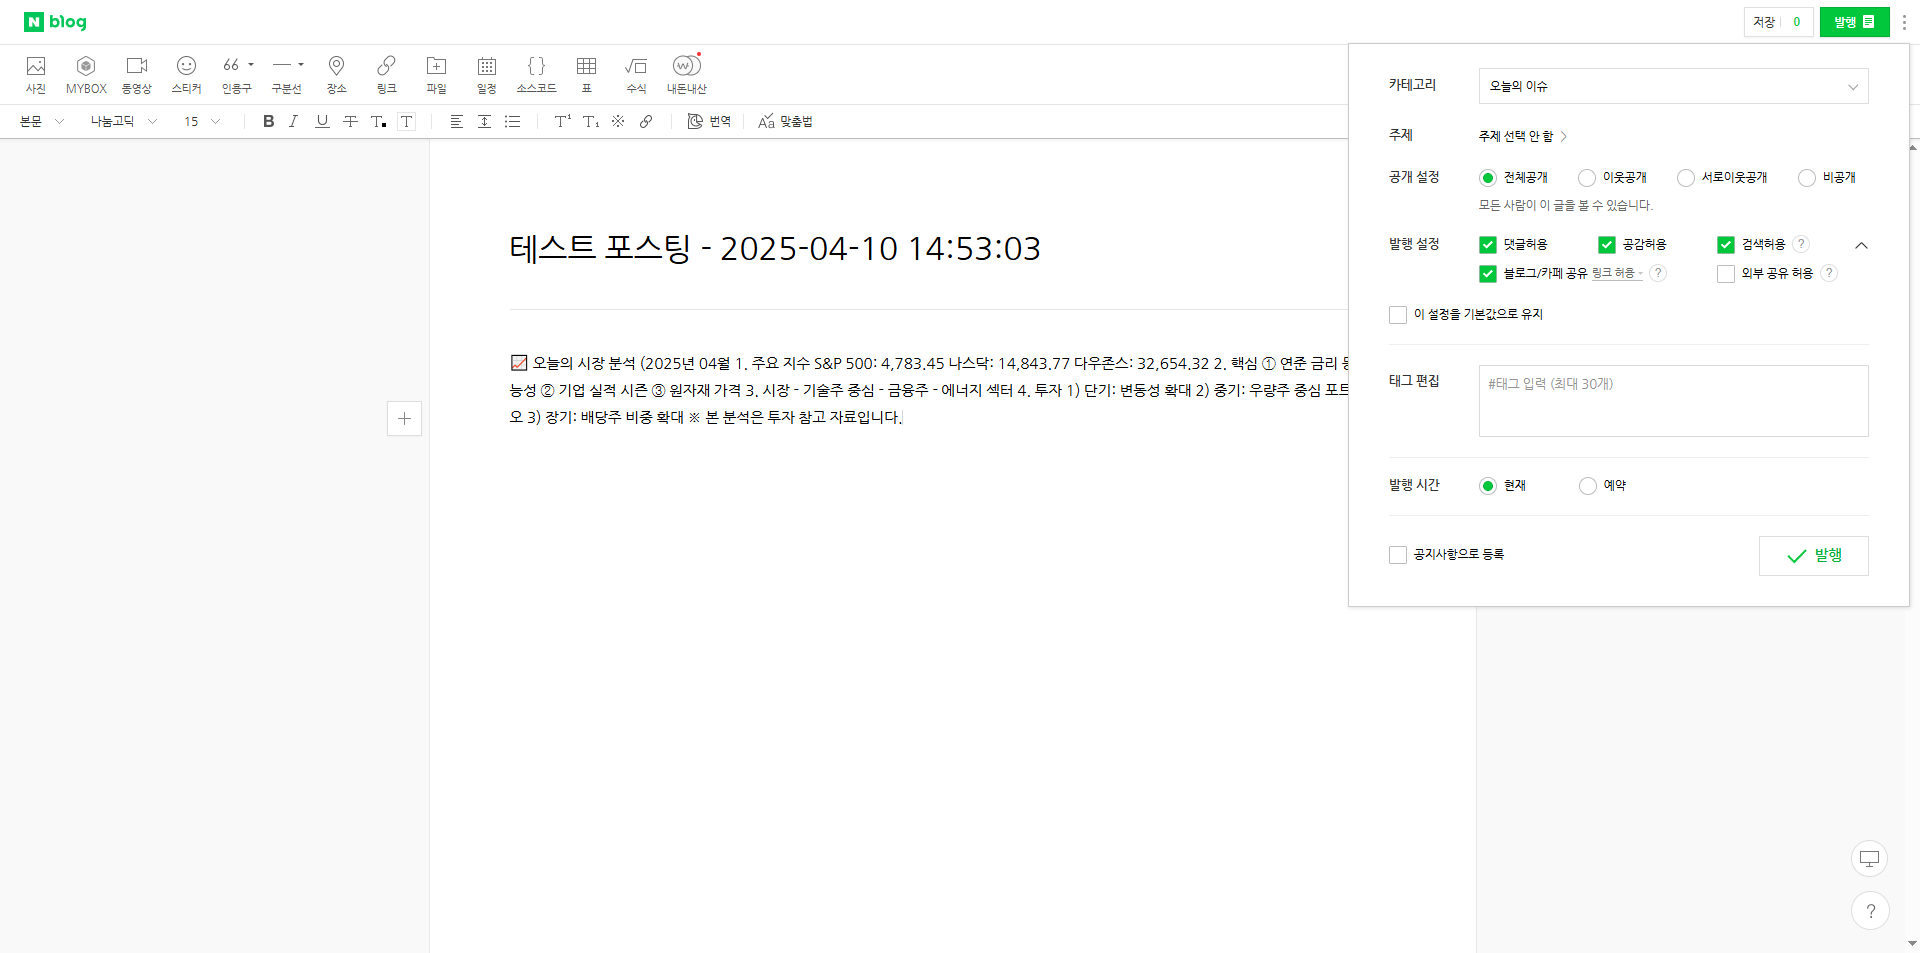 N blog
저장 0
발행
사진 MYBOX 동영상 스티커 인용구 구분선 장소 링크 파일 일정 소스코드 표 수식 내돈내산
본문 나눔고딕 15 번역 맞춤법
테스트 포스팅 - 2025-04-10 14:53:03
📈 오늘의 시장 분석 (2025년 04월 1. 주요 지수 S&P 500: 4,783.45 나스닥: 14,843.77 다우존스: 32,654.32 2. 핵심 ① 연준 금리
능성 ② 기업 실적 시즌 ③ 원자재 가격 3. 시장 - 기술주 중심 - 금융주 - 에너지 섹터 4. 투자 1) 단기: 변동성 확대 2) 중기: 우량주 중심 포트
오 3) 장기: 배당주 비중 확대 ※ 본 분석은 투자 참고 자료입니다.
카테고리 오늘의 이슈
주제 주제 선택 안 함
공개 설정 전체공개 이웃공개 서로이웃공개 비공개
모든 사람이 이 글을 볼 수 있습니다.
발행 설정 댓글허용 공감허용 검색허용 ?
블로그/카페 공유 링크 허용 ? 외부 공유 허용 ?
이 설정을 기본값으로 유지
태그 편집 #태그 입력 (최대 30개)
발행 시간 현재 예약
공지사항으로 등록 발행
?